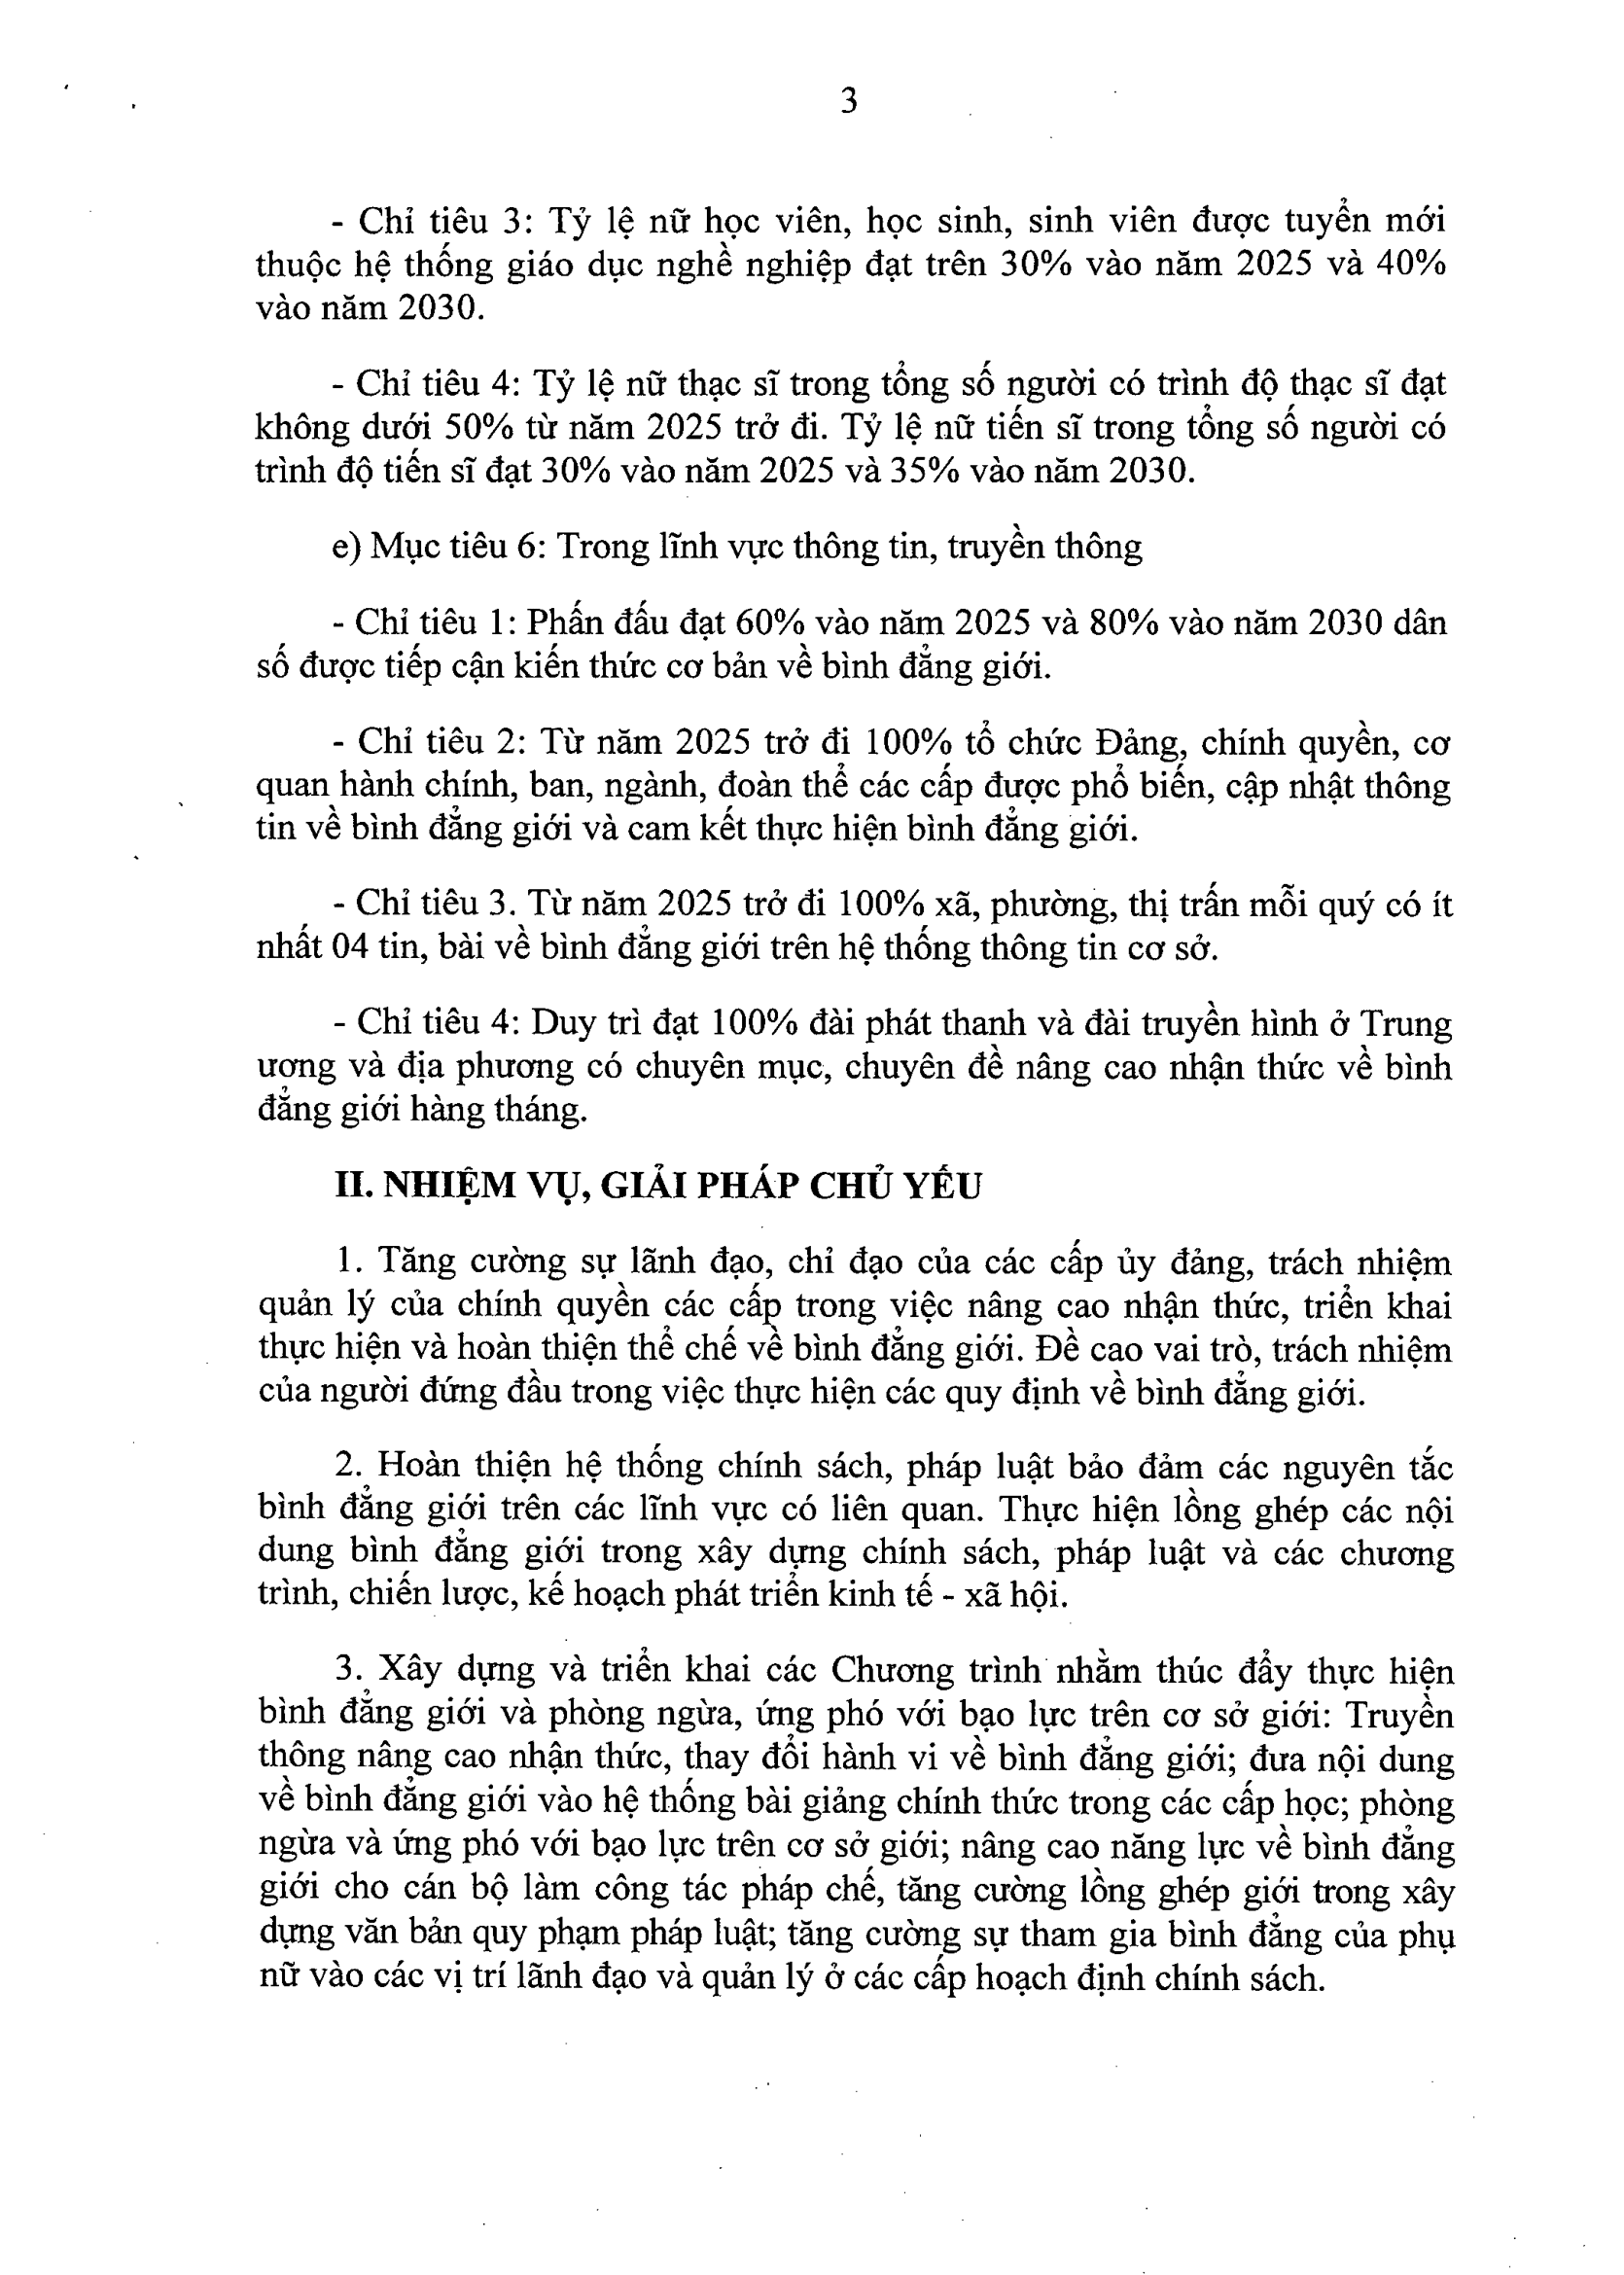 3
- Chỉ tiêu 3: Tỷ lệ nữ học viên, học sinh, sinh viên được tuyển mới
thuộc hệ thống giáo dục nghề nghiệp đạt trên 30% vào năm 2025 và 40%
vào năm 2030.
- Chỉ tiêu 4: Tỷ lệ nữ thạc sĩ trong tổng số người có trình độ thạc sĩ đạt
không dưới 50% từ năm 2025 trở đi. Tỷ lệ nữ tiến sĩ trong tổng số người có
trình độ tiến sĩ đạt 30% vào năm 2025 và 35% vào năm 2030.
e) Mục tiêu 6: Trong lĩnh vực thông tin, truyền thông
- Chỉ tiêu 1: Phấn đấu đạt 60% vào năm 2025 và 80% vào năm 2030 dân
số được tiếp cận kiến thức cơ bản về bình đẳng giới.
- Chỉ tiêu 2: Từ năm 2025 trở đi 100% tổ chức Đảng, chính quyền, cơ
quan hành chính, ban, ngành, đoàn thể các cấp được phổ biến, cập nhật thông
tin về bình đẳng giới và cam kết thực hiện bình đẳng giới.
- Chỉ tiêu 3. Từ năm 2025 trở đi 100% xã, phường, thị trấn mỗi quý có ít
nhất 04 tin, bài về bình đẳng giới trên hệ thống thông tin cơ sở.
- Chỉ tiêu 4: Duy trì đạt 100% đài phát thanh và đài truyền hình ở Trung
ương và địa phương có chuyên mục, chuyên đề nâng cao nhận thức về bình
đẳng giới hàng tháng.
II. NHIỆM VỤ, GIẢI PHÁP CHỦ YẾU
1. Tăng cường sự lãnh đạo, chỉ đạo của các cấp ủy đảng, trách nhiệm
quản lý của chính quyền các cấp trong việc nâng cao nhận thức, triển khai
thực hiện và hoàn thiện thể chế về bình đẳng giới. Đề cao vai trò, trách nhiệm
của người đứng đầu trong việc thực hiện các quy định về bình đẳng giới.
2. Hoàn thiện hệ thống chính sách, pháp luật bảo đảm các nguyên tắc
bình đẳng giới trên các lĩnh vực có liên quan. Thực hiện lồng ghép các nội
dung bình đẳng giới trong xây dựng chính sách, pháp luật và các chương
trình, chiến lược, kế hoạch phát triển kinh tế - xã hội.
3. Xây dựng và triển khai các Chương trình nhằm thúc đẩy thực hiện
bình đẳng giới và phòng ngừa, ứng phó với bạo lực trên cơ sở giới: Truyền
thông nâng cao nhận thức, thay đổi hành vi về bình đẳng giới; đưa nội dung
về bình đẳng giới vào hệ thống bài giảng chính thức trong các cấp học; phòng
ngừa và ứng phó với bạo lực trên cơ sở giới; nâng cao năng lực về bình đẳng
giới cho cán bộ làm công tác pháp chế, tăng cường lồng ghép giới trong xây
dựng văn bản quy phạm pháp luật; tăng cường sự tham gia bình đẳng của phụ
nữ vào các vị trí lãnh đạo và quản lý ở các cấp hoạch định chính sách.